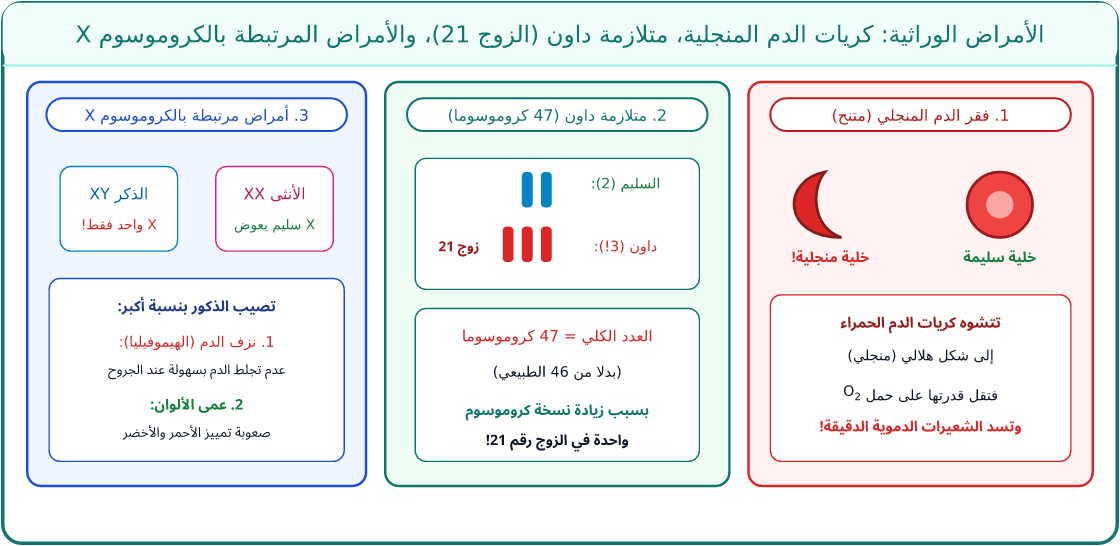 الأمراض الوراثية: كريات الدم المنجلية، متلازمة داون (الزوج 21)، والأمراض المرتبطة بالكروموسوم X
1. فقر الدم المنجلي (متنح)
خلية سليمة
خلية منجلية!
تتشوه كريات الدم الحمراء
إلى شكل هلالي (منجلي)
فتقل قدرتها على حمل O₂
وتسد الشعيرات الدموية الدقيقة!
2. متلازمة داون (47 كروموسوما)
السليم (2):
داون (3!):
زوج 21
العدد الكلي = 47 كروموسوما
(بدلا من 46 الطبيعي)
بسبب زيادة نسخة كروموسوم
واحدة في الزوج رقم 21!
3. أمراض مرتبطة بالكروموسوم X
الأنثى XX
X سليم يعوض
الذكر XY
X واحد فقط!
تصيب الذكور بنسبة أكبر:
1. نزف الدم (الهيموفيليا):
عدم تجلط الدم بسهولة عند الجروح
2. عمى الألوان:
صعوبة تمييز الأحمر والأخضر